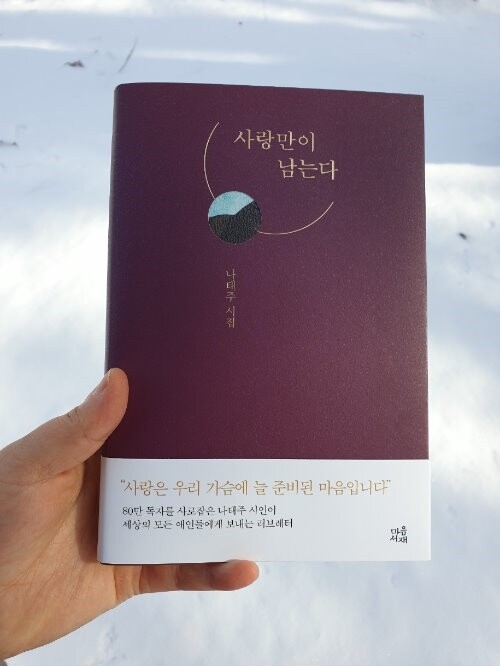 사랑만이
남는다
나태주 시집
“사랑은 우리 가슴에 늘 준비된 마음입니다”
80만 독자를 사로잡은 나태주 시인이
세상의 모든 애인들에게 보내는 러브레터
마음
서재